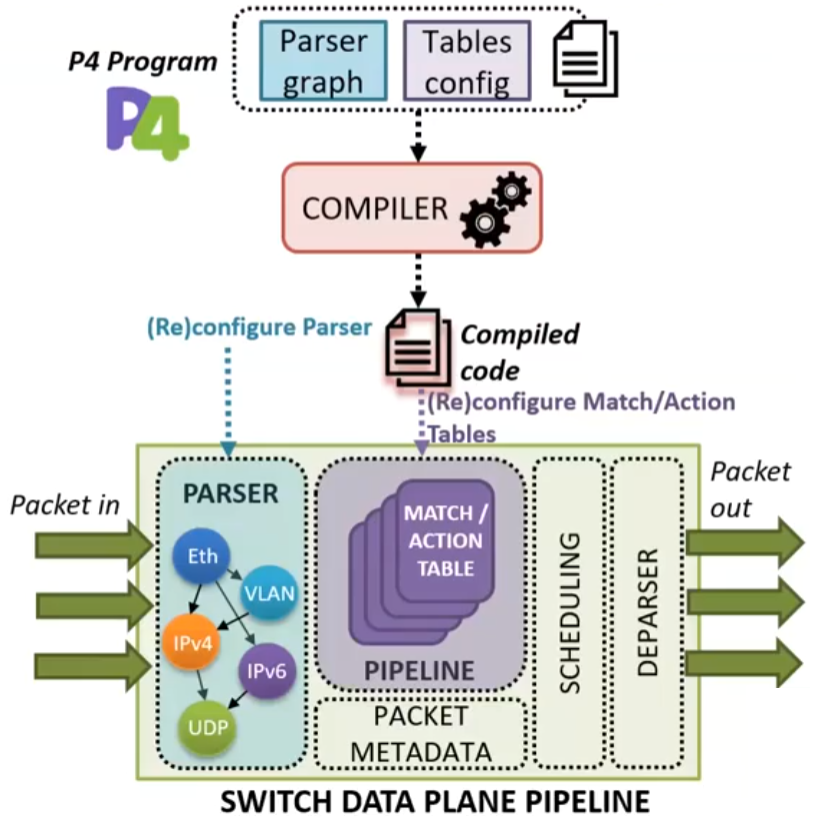 P4 Program
P4
Parser
graph
Tables
config
COMPILER
(Re)configure Parser
Compiled
code
(Re)configure Match/Action
Tables
Packet in
PARSER
Eth
VLAN
IPv4
IPv6
UDP
MATCH /
ACTION
TABLE
PIPELINE
PACKET
METADATA
SCHEDULING
DEPARSER
Packet
out
SWITCH DATA PLANE PIPELINE